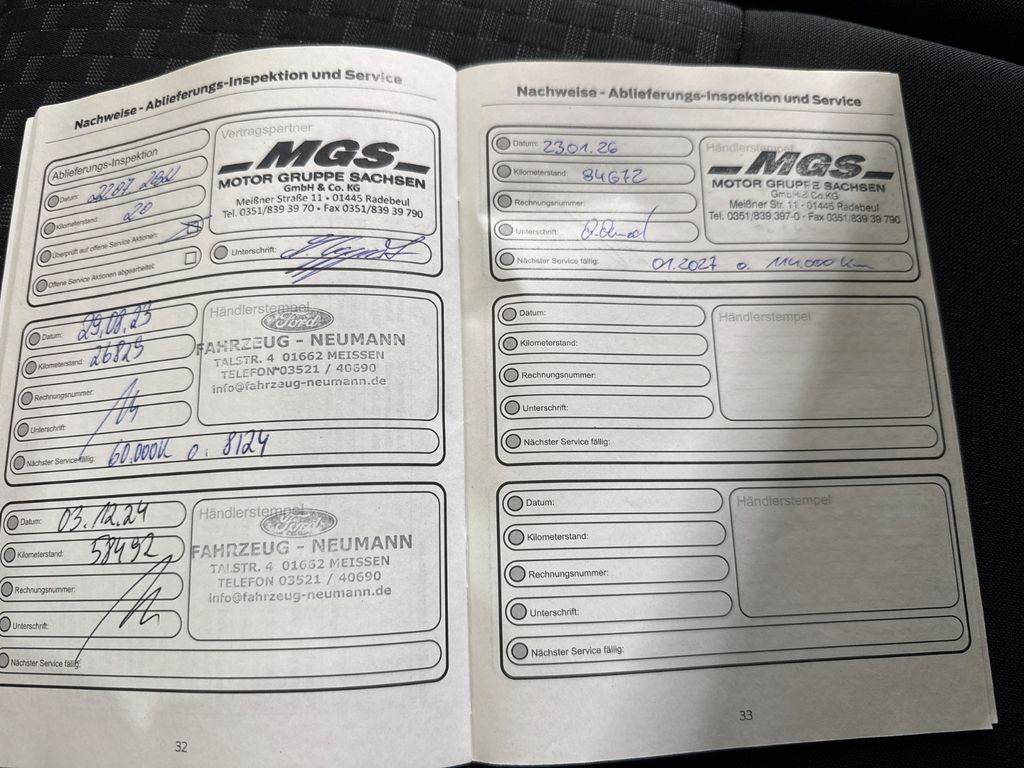 Nachweise - Ablieferungs-Inspektion und Service
Ablieferungs-Inspektion
Datum:
Kilometerstand: 20
Überprüft auf offene Service Aktionen:
Offene Service Aktionen abgearbeitet:
Vertragspartner
MGS
MOTOR GRUPPE SACHSEN
GmbH & Co. KG
Meißner Straße 11 • 01445 Radebeul
Tel. 0351/839 39 70 • Fax 0351/839 39 790
Unterschrift:
Datum: 29.08.23
Kilometerstand: 26829
Rechnungsnummer:
Unterschrift:
Nächster Service fällig: 60.000K o. 8124
Händlerstempel
Ford
FAHRZEUG - NEUMANN
TALSTR. 4 01662 MEISSEN
TELEFON 03521 / 40690
info@fahrzeug-neumann.de
Datum: 03.12.24
Kilometerstand: 58492
Rechnungsnummer:
Unterschrift:
Nächster Service fällig:
Händlerstempel
Ford
FAHRZEUG - NEUMANN
TALSTR. 4 01662 MEISSEN
TELEFON 03521 / 40690
info@fahrzeug-neumann.de
32
Nachweise - Ablieferungs-Inspektion und Service
Datum: 23.01.26
Kilometerstand: 84672
Rechnungsnummer:
Unterschrift:
Nächster Service fällig: 01.2027 o. 114.000 Km
Händlerstempel
MGS
MOTOR GRUPPE SACHSEN
GmbH & Co.KG
Meißner Str. 11 - 01445 Radebeul
Tel. 0351/839 397-0 - Fax 0351/839 39 790
Datum:
Kilometerstand:
Rechnungsnummer:
Unterschrift:
Nächster Service fällig:
Händlerstempel
Datum:
Kilometerstand:
Rechnungsnummer:
Unterschrift:
Nächster Service fällig:
Händlerstempel
33